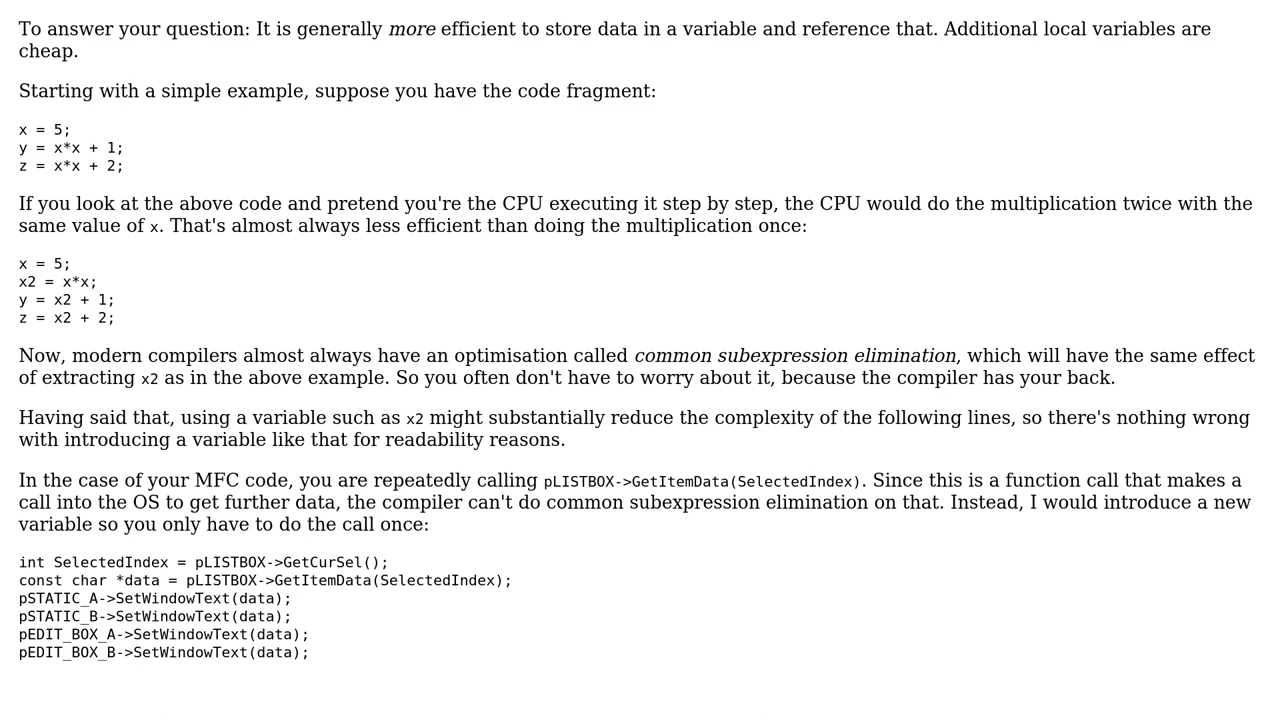 To answer your question: It is generally more efficient to store data in a variable and reference that. Additional local variables are
cheap.
Starting with a simple example, suppose you have the code fragment:
x = 5;
y = x*x + 1;
z = x*x + 2;
If you look at the above code and pretend you're the CPU executing it step by step, the CPU would do the multiplication twice with the
same value of x. That's almost always less efficient than doing the multiplication once:
x = 5;
x2 = x*x;
y = x2 + 1;
z = x2 + 2;
Now, modern compilers almost always have an optimisation called common subexpression elimination, which will have the same effect
of extracting x2 as in the above example. So you often don't have to worry about it, because the compiler has your back.
Having said that, using a variable such as x2 might substantially reduce the complexity of the following lines, so there's nothing wrong
with introducing a variable like that for readability reasons.
In the case of your MFC code, you are repeatedly calling pLISTBOX->GetItemData(SelectedIndex). Since this is a function call that makes a
call into the OS to get further data, the compiler can't do common subexpression elimination on that. Instead, I would introduce a new
variable so you only have to do the call once:
int SelectedIndex = pLISTBOX->GetCurSel();
const char *data = pLISTBOX->GetItemData(SelectedIndex);
pSTATIC_A->SetWindowText(data);
pSTATIC_B->SetWindowText(data);
pEDIT_BOX_A->SetWindowText(data);
pEDIT_BOX_B->SetWindowText(data);